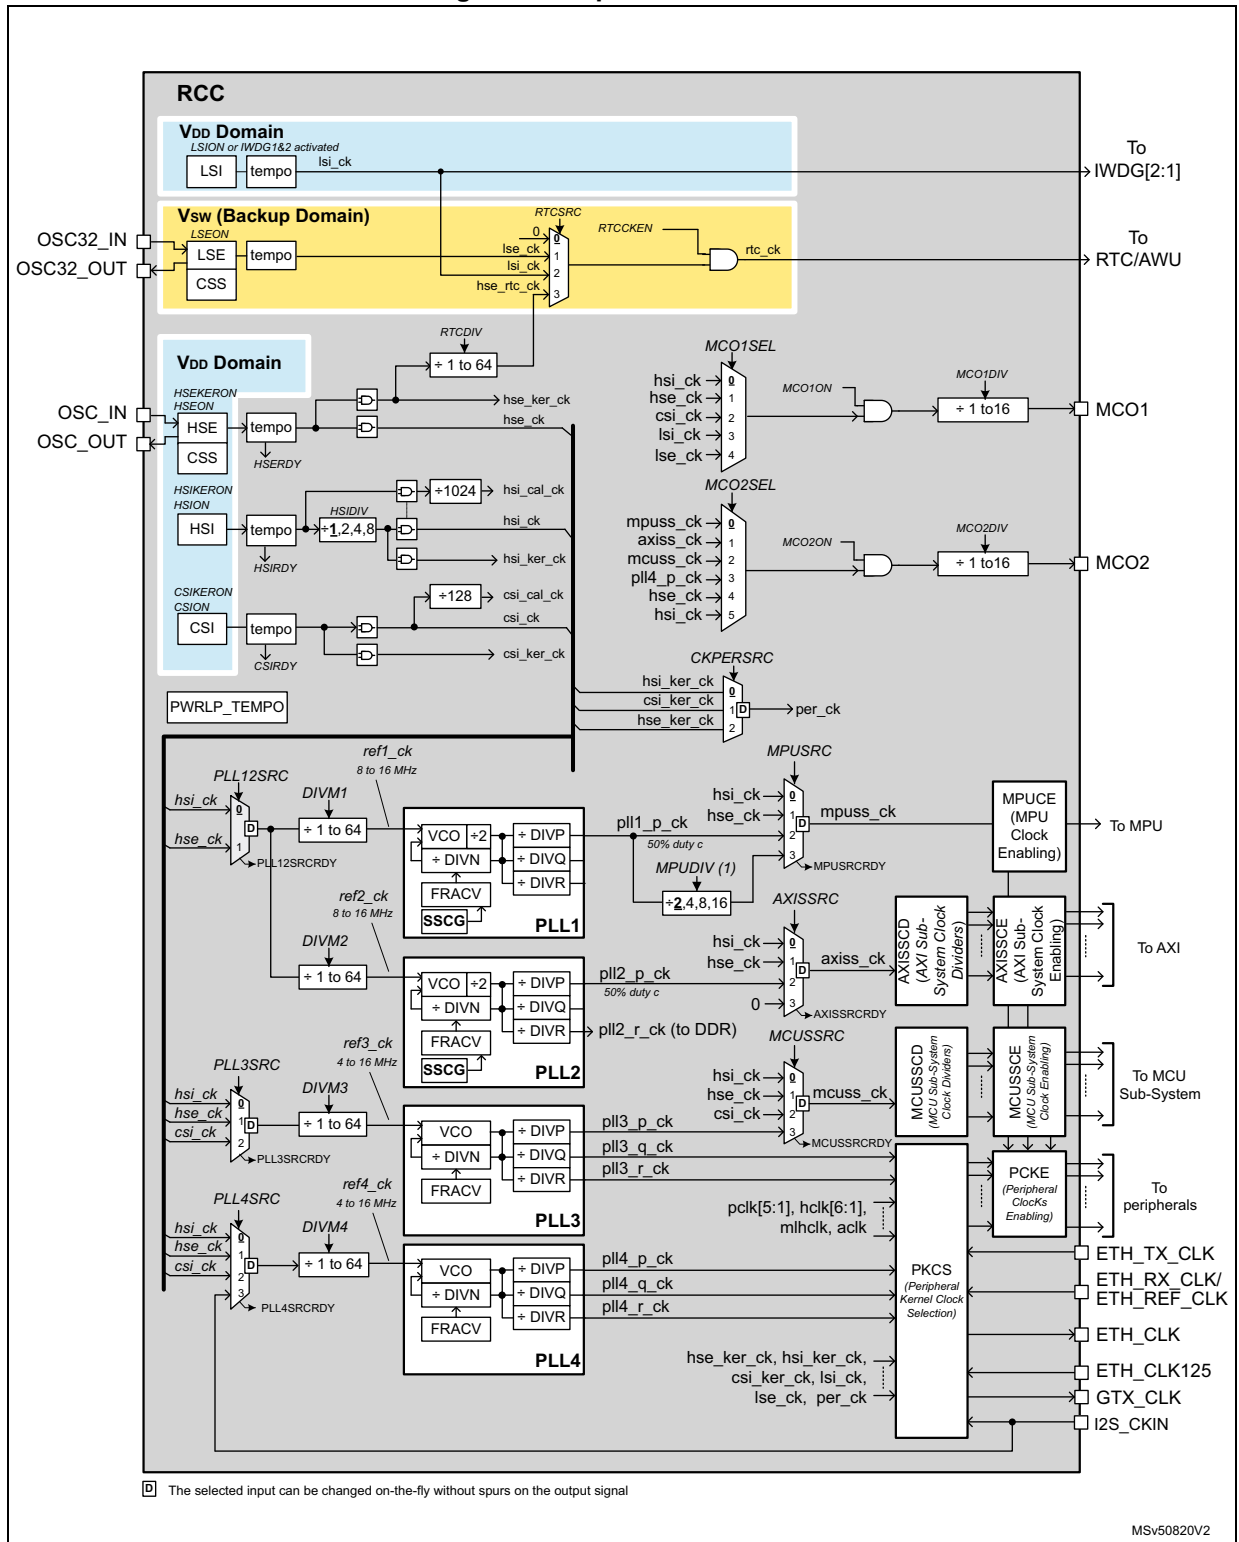 RCC
VDD Domain
LSION or IWDG1&2 activated
LSI
tempo
lsi_ck
To
IWDG[2:1]
VSW (Backup Domain)
LSEON
LSE
tempo
CSS
OSC32_IN
OSC32_OUT
RTCSRC
0
lse_ck
lsi_ck
hse_rtc_ck
0
1
2
3
RTCCKEN
rtc_ck
To
RTC/AWU
RTCDIV
÷ 1 to 64
VDD Domain
HSEKERON
HSEON
OSC_IN
OSC_OUT
HSE
CSS
tempo
HSERDY
hse_ker_ck
hse_ck
HSIKERON
HSION
HSI
tempo
HSIRDY
HSIDIV
÷1,2,4,8
÷1024
hsi_cal_ck
hsi_ck
hsi_ker_ck
CSIKERON
CSION
CSI
tempo
CSIRDY
÷128
csi_cal_ck
csi_ck
csi_ker_ck
PWRLP_TEMPO
MCO1SEL
hsi_ck
hse_ck
csi_ck
lsi_ck
lse_ck
0
1
2
3
4
MCO1ON
MCO1DIV
÷ 1 to16
MCO1
MCO2SEL
mpuss_ck
axiss_ck
mcuss_ck
pll4_p_ck
hse_ck
hsi_ck
0
1
2
3
4
5
MCO2ON
MCO2DIV
÷ 1 to16
MCO2
CKPERSRC
hsi_ker_ck
csi_ker_ck
hse_ker_ck
0
1
2
D
per_ck
PLL12SRC
hsi_ck
hse_ck
0
1
D
PLL12SRCRDY
DIVM1
÷ 1 to 64
ref1_ck
8 to 16 MHz
VCO
÷2
÷ DIVN
FRACV
SSCG
÷ DIVP
÷ DIVQ
÷ DIVR
PLL1
pll1_p_ck
50% duty c
MPUDIV (1)
÷2,4,8,16
MPUSRC
hsi_ck
hse_ck
0
1
2
3
D
mpuss_ck
MPUSRCRDY
MPUCE
(MPU
Clock
Enabling)
To MPU
DIVM2
÷ 1 to 64
ref2_ck
8 to 16 MHz
VCO
÷2
÷ DIVN
FRACV
SSCG
÷ DIVP
÷ DIVQ
÷ DIVR
PLL2
pll2_p_ck
50% duty c
pll2_r_ck (to DDR)
AXISSRC
hsi_ck
hse_ck
0
0
1
2
3
D
axiss_ck
AXISSRCRDY
AXISSCD
(AXI Sub-
System Clock
Dividers)
AXISSCE
(AXI Sub-
System Clock
Enabling)
To AXI
PLL3SRC
hsi_ck
hse_ck
csi_ck
0
1
2
D
PLL3SRCRDY
DIVM3
÷ 1 to 64
ref3_ck
4 to 16 MHz
VCO
÷ DIVN
FRACV
÷ DIVP
÷ DIVQ
÷ DIVR
PLL3
pll3_p_ck
pll3_q_ck
pll3_r_ck
MCUSSRC
hsi_ck
hse_ck
csi_ck
0
1
2
3
D
mcuss_ck
MCUSSRCRDY
MCUSSCD
(MCU Sub-System
Clock Dividers)
MCUSSCE
(MCU Sub-System
Clock Enabling)
To MCU
Sub-System
PLL4SRC
hsi_ck
hse_ck
csi_ck
0
1
2
3
D
PLL4SRCRDY
DIVM4
÷ 1 to 64
ref4_ck
4 to 16 MHz
VCO
÷ DIVN
FRACV
÷ DIVP
÷ DIVQ
÷ DIVR
PLL4
pll4_p_ck
pll4_q_ck
pll4_r_ck
pclk[5:1], hclk[6:1],
mlhclk, aclk
hse_ker_ck, hsi_ker_ck,
csi_ker_ck, lsi_ck,
lse_ck, per_ck
PKCS
(Peripheral
Kernel Clock
Selection)
PCKE
(Peripheral
ClocKs
Enabling)
To
peripherals
ETH_TX_CLK
ETH_RX_CLK/
ETH_REF_CLK
ETH_CLK
ETH_CLK125
GTX_CLK
I2S_CKIN
D The selected input can be changed on-the-fly without spurs on the output signal
MSv50820V2